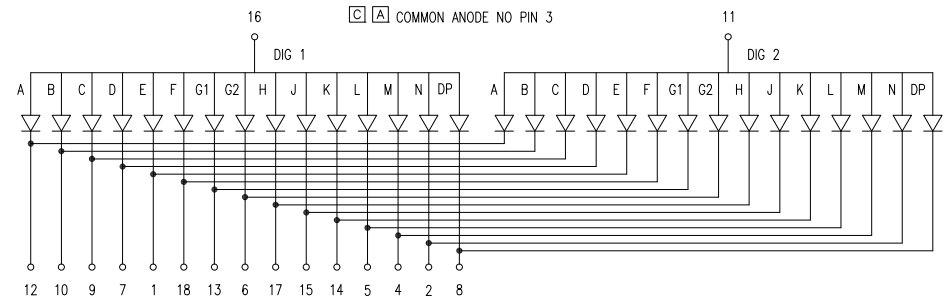 16 C A COMMON ANODE NO PIN 3 11
DIG 1 DIG 2
A B C D E F G1 G2 H J K L M N DP A B C D E F G1 G2 H J K L M N DP
12 10 9 7 1 18 13 6 17 15 14 5 4 2 8